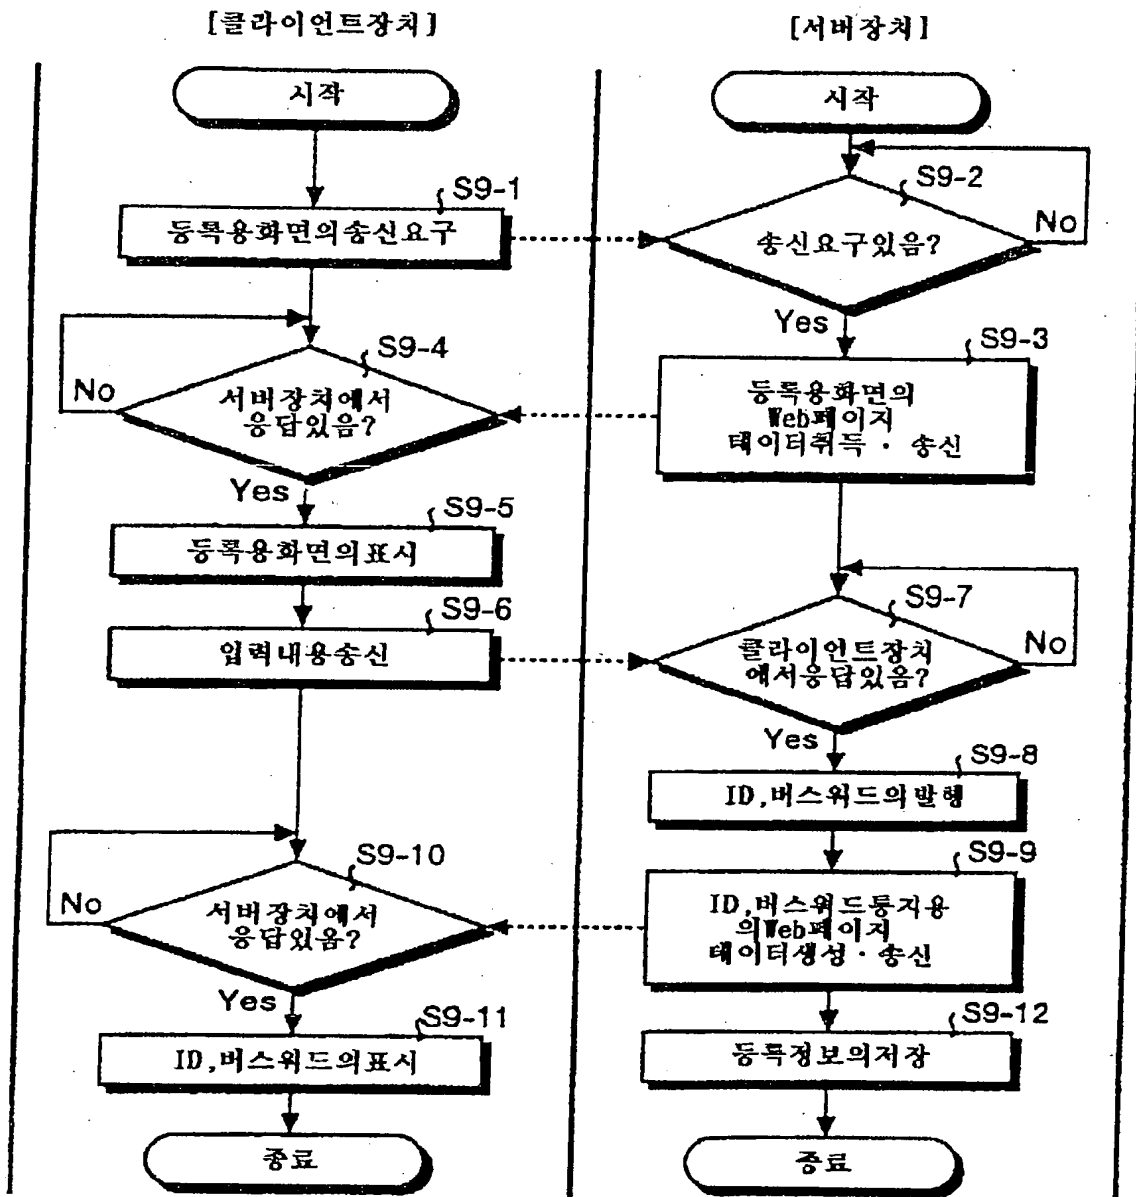 [클라이언트장치]
[서버장치]
시작
시작
S9-1
등록용화면의송신요구
S9-2
송신요구있음?
No
Yes
S9-3
등록용화면의
Web페이지
데이터취득 · 송신
S9-4
서버장치에서
응답있음?
No
Yes
S9-5
등록용화면의표시
S9-6
입력내용송신
S9-7
클라이언트장치
에서응답있음?
No
Yes
S9-8
ID,버스워드의발행
S9-9
ID,버스워드통지용
의Web페이지
데이터생성 · 송신
S9-10
서버장치에서
응답있음?
No
Yes
S9-11
ID,버스워드의표시
S9-12
등록정보의저장
종료
종료